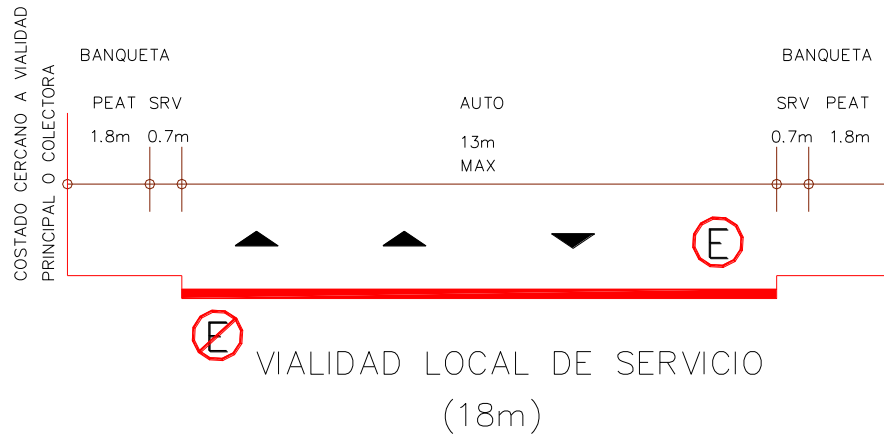 COSTADO CERCANO A VIALIDAD
PRINCIPAL O COLECTORA
BANQUETA
BANQUETA
PEAT SRV
AUTO
SRV PEAT
1.8m 0.7m
13m
MAX
0.7m 1.8m
E
E
VIALIDAD LOCAL DE SERVICIO
(18m)